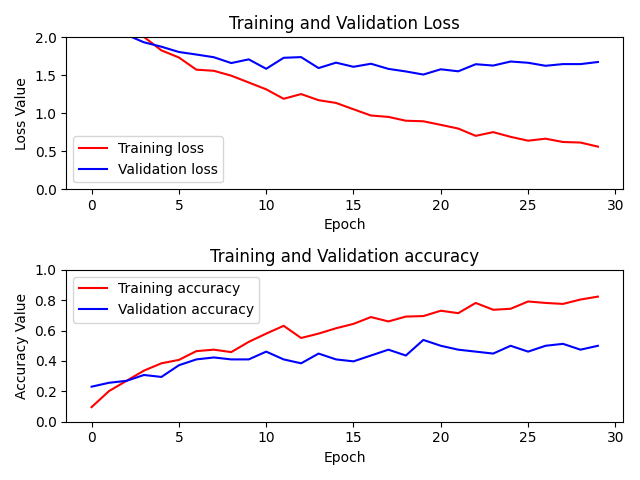 Training and Validation Loss
2.0
1.5
1.0
0.5
0.0
Loss Value
Training loss
Validation loss
0 5 10 15 20 25 30
Epoch
Training and Validation accuracy
1.0
0.8
0.6
0.4
0.2
0.0
Accuracy Value
Training accuracy
Validation accuracy
0 5 10 15 20 25 30
Epoch